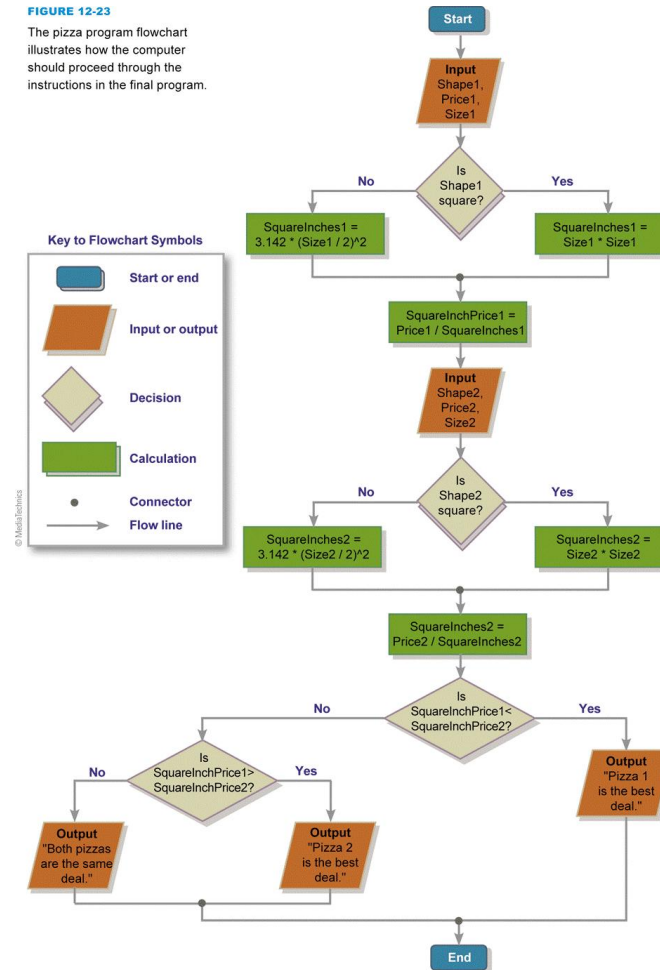 FIGURE 12-23
The pizza program flowchart
illustrates how the computer
should proceed through the
instructions in the final program.
Start
Input
Shape1,
Price1,
Size1
Is
Shape1
square?
No
Yes
SquareInches1 =
3.142 * (Size1 / 2)^2
SquareInches1 =
Size1 * Size1
SquareInchPrice1 =
Price1 / SquareInches1
Input
Shape2,
Price2,
Size2
Is
Shape2
square?
No
Yes
SquareInches2 =
3.142 * (Size2 / 2)^2
SquareInches2 =
Size2 * Size2
SquareInches2 =
Price2 / SquareInches2
Is
SquareInchPrice1<
SquareInchPrice2?
No
Yes
Is
SquareInchPrice1>
SquareInchPrice2?
No
Yes
Output
"Pizza 1
is the best
deal."
Output
"Both pizzas
are the same
deal."
Output
"Pizza 2
is the best
deal."
End
Key to Flowchart Symbols
Start or end
Input or output
Decision
Calculation
Connector
Flow line
© MediaTechnics